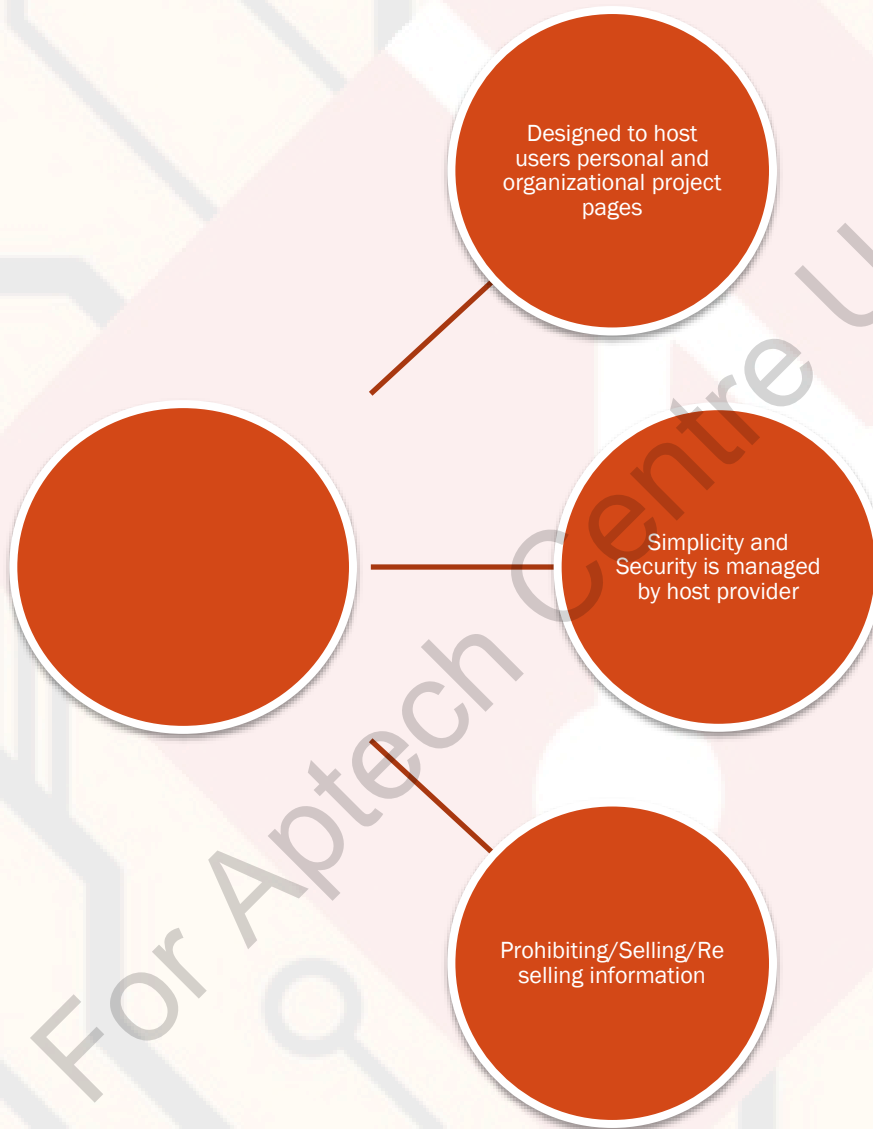 Designed to host
users personal and
organizational project
pages
Simplicity and
Security is managed
by host provider
Prohibiting/Selling/Re
selling information
For Aptech Centre U